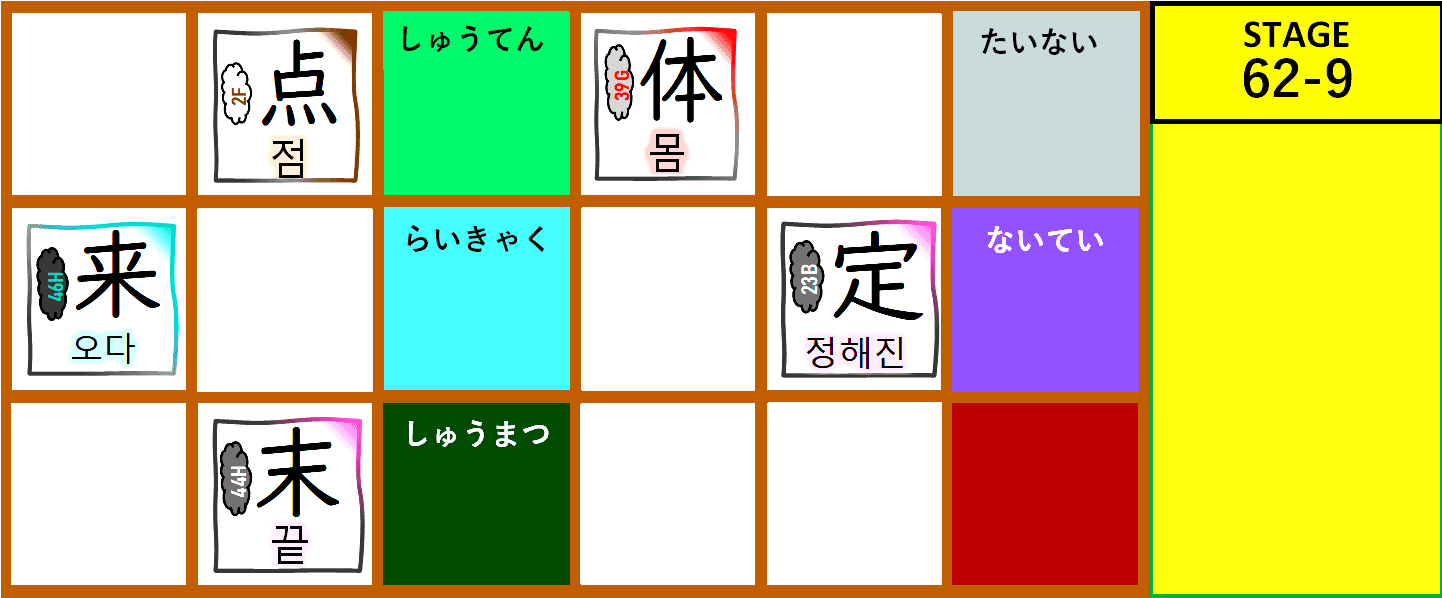 2F
点
점
しゅうてん
39G
体
몸
たいない
STAGE
62-9
46H
来
오다
らいきゃく
23B
定
정해진
ないてい
44H
末
끝
しゅうまつ